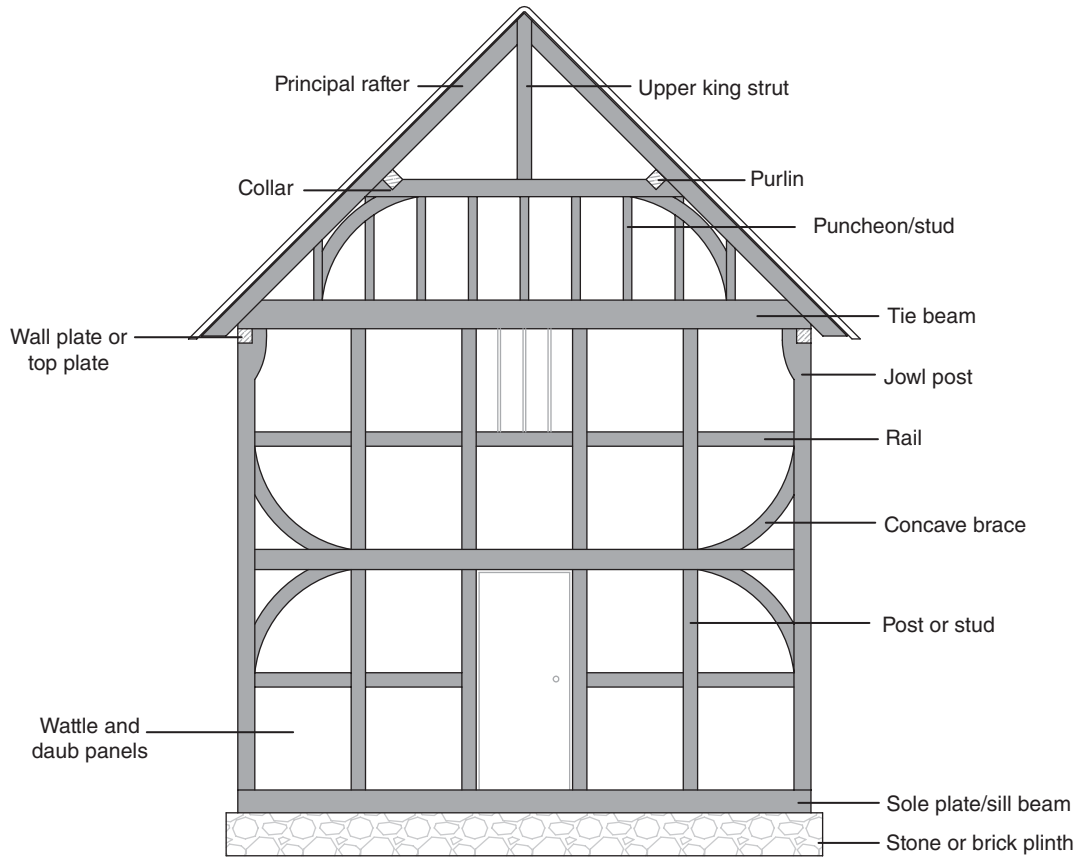 Principal rafter
Upper king strut
Collar
Purlin
Puncheon/stud
Tie beam
Wall plate or
top plate
Jowl post
Rail
Concave brace
Post or stud
Wattle and
daub panels
Sole plate/sill beam
Stone or brick plinth